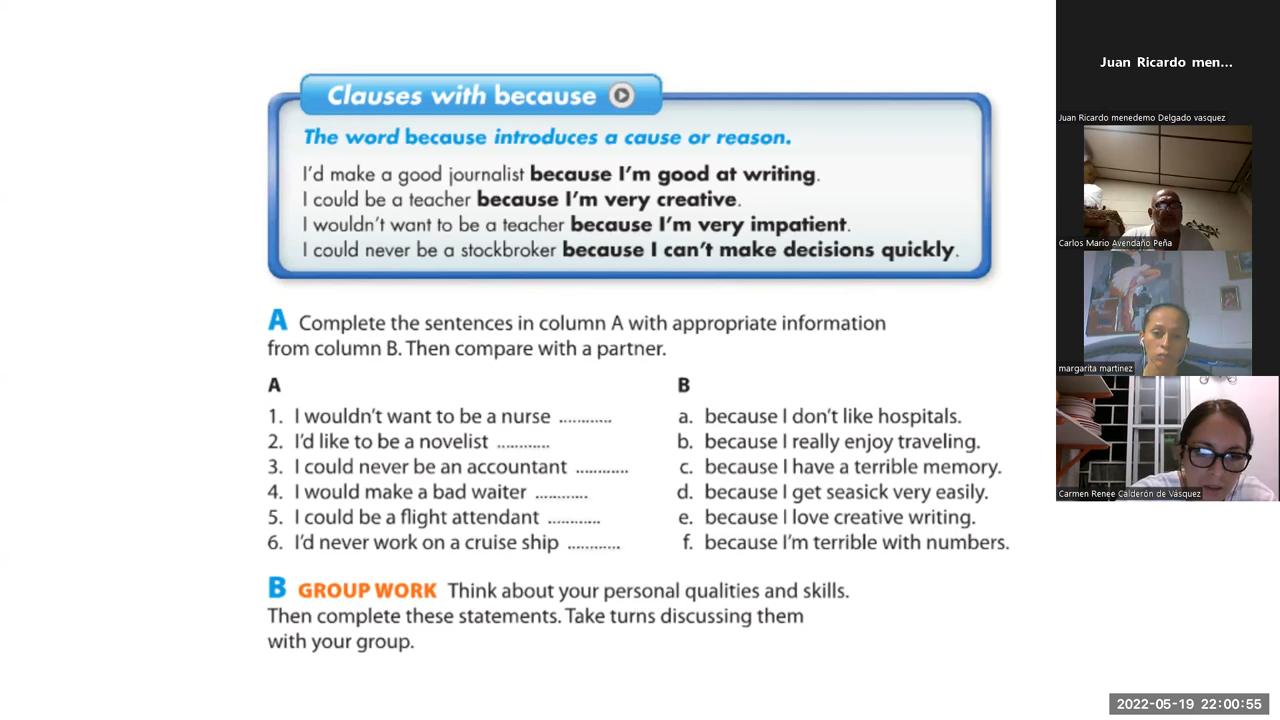 Clauses with because
The word because introduces a cause or reason.
I'd make a good journalist because I'm good at writing.
I could be a teacher because I'm very creative.
I wouldn't want to be a teacher because I'm very impatient.
I could never be a stockbroker because I can't make decisions quickly.
A Complete the sentences in column A with appropriate information
from column B. Then compare with a partner.
A
1. I wouldn't want to be a nurse ............
2. I'd like to be a novelist ............
3. I could never be an accountant ............
4. I would make a bad waiter ............
5. I could be a flight attendant ............
6. I'd never work on a cruise ship ............
B
a. because I don't like hospitals.
b. because I really enjoy traveling.
c. because I have a terrible memory.
d. because I get seasick very easily.
e. because I love creative writing.
f. because I'm terrible with numbers.
B GROUP WORK Think about your personal qualities and skills.
Then complete these statements. Take turns discussing them
with your group.
Juan Ricardo men...
Juan Ricardo menedemo Delgado vasquez
Carlos Mario Avendaño Peña
margarita martinez
Carmen Renee Calderón de Vásquez
2022-05-19 22:00:55